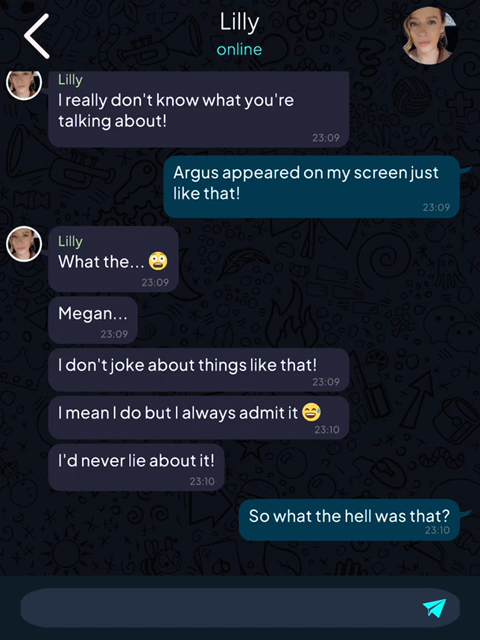 Lilly
online
Lilly
I really don't know what you're
talking about!
23:09
Argus appeared on my screen just
like that!
23:09
Lilly
What the... 😳
23:09
Megan...
23:09
I don't joke about things like that!
23:09
I mean I do but I always admit it 😅
23:10
I'd never lie about it!
23:10
So what the hell was that?
23:10